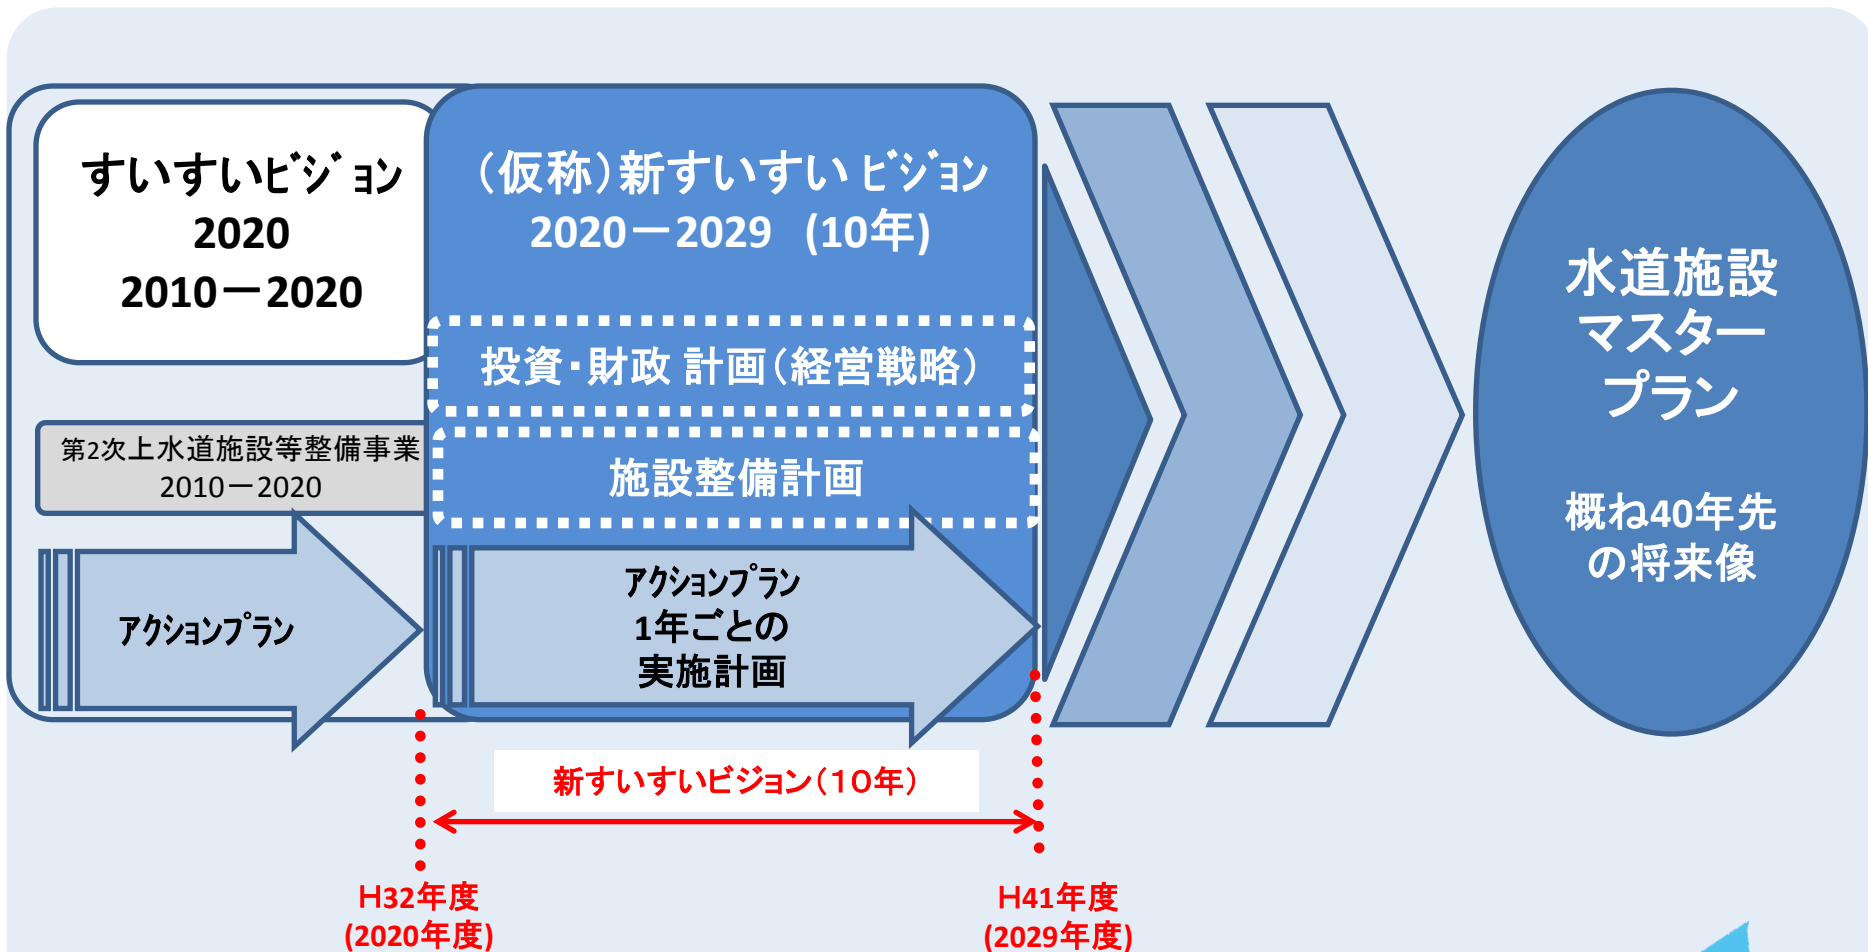 すいすいビジョン
2020
2010－2020
第2次上水道施設等整備事業
2010－2020
アクションプラン
（仮称）新すいすいビジョン
2020－2029 (10年)
投資・財政 計画（経営戦略）
施設整備計画
アクションプラン
1年ごとの
実施計画
水道施設
マスター
プラン
概ね40年先
の将来像
新すいすいビジョン（１０年）
H32年度
(2020年度)
H41年度
(2029年度)